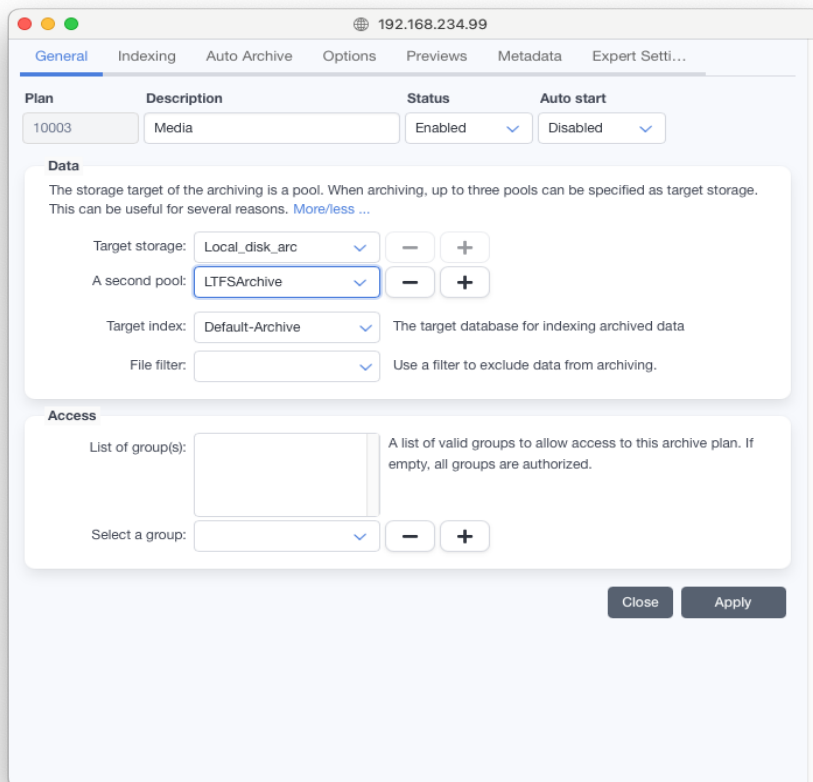 192.168.234.99
General Indexing Auto Archive Options Previews Metadata Expert Setti...
Plan Description Status Auto start
10003 Media Enabled Disabled
Data
The storage target of the archiving is a pool. When archiving, up to three pools can be specified as target storage.
This can be useful for several reasons. More/less ...
Target storage: Local_disk_arc
A second pool: LTFSArchive
Target index: Default-Archive The target database for indexing archived data
File filter: Use a filter to exclude data from archiving.
Access
List of group(s): A list of valid groups to allow access to this archive plan. If
empty, all groups are authorized.
Select a group:
Close Apply